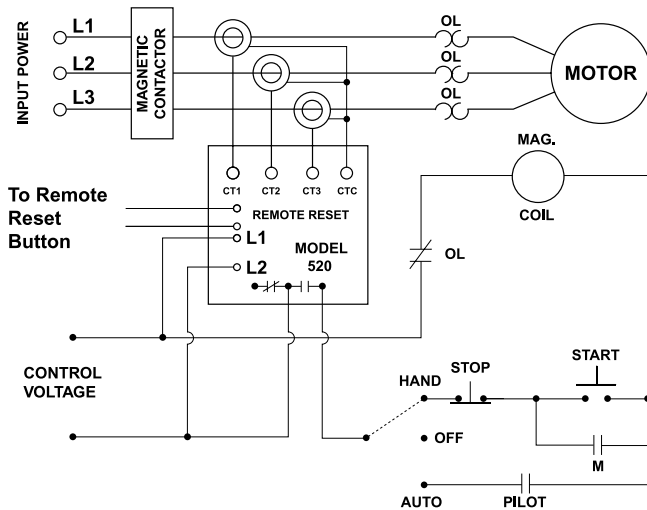 INPUT POWER
L1
L2
L3
MAGNETIC
CONTACTOR
OL
OL
OL
MOTOR
CT1
CT2
CT3
CTC
REMOTE RESET
To Remote
Reset
Button
L1
L2
MODEL
520
MAG.
COIL
OL
CONTROL
VOLTAGE
HAND
STOP
START
OFF
M
AUTO
PILOT